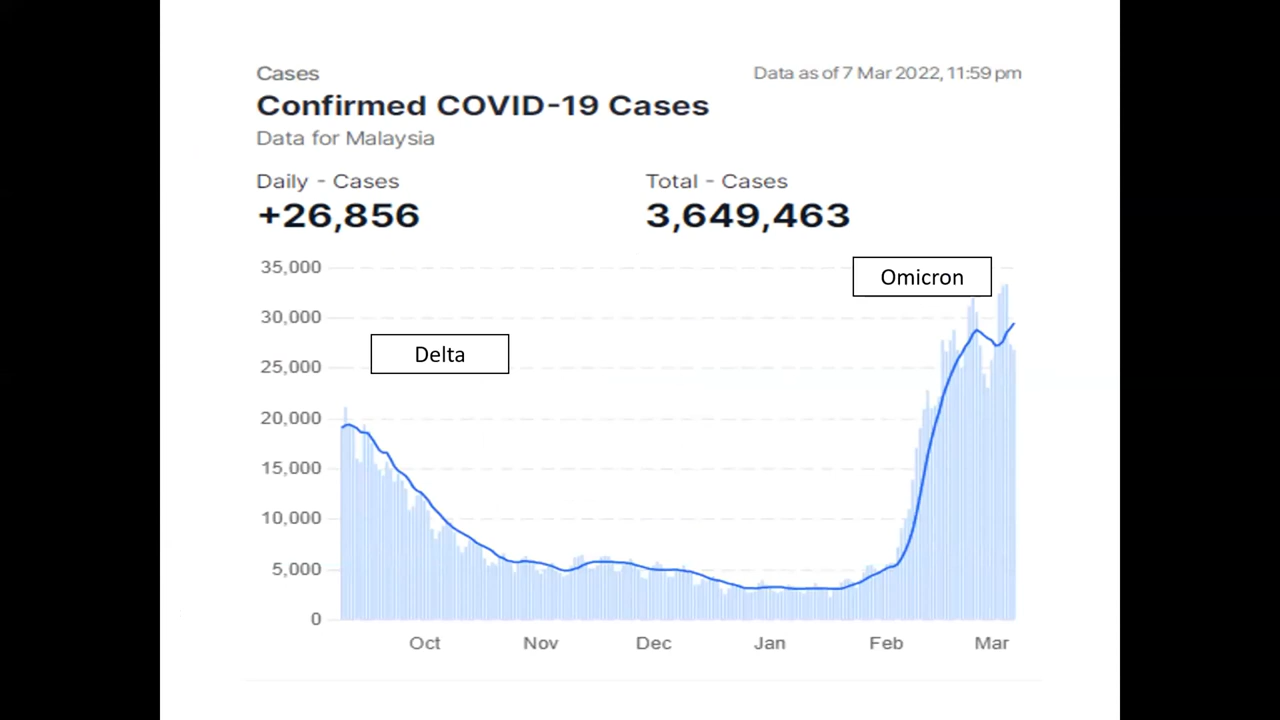 Cases
Data as of 7 Mar 2022, 11:59 pm
Confirmed COVID-19 Cases
Data for Malaysia
Daily - Cases
Total - Cases
+26,856
3,649,463
35,000
Omicron
30,000
Delta
25,000
20,000
15,000
10,000
5,000
0
Oct Nov Dec Jan Feb Mar